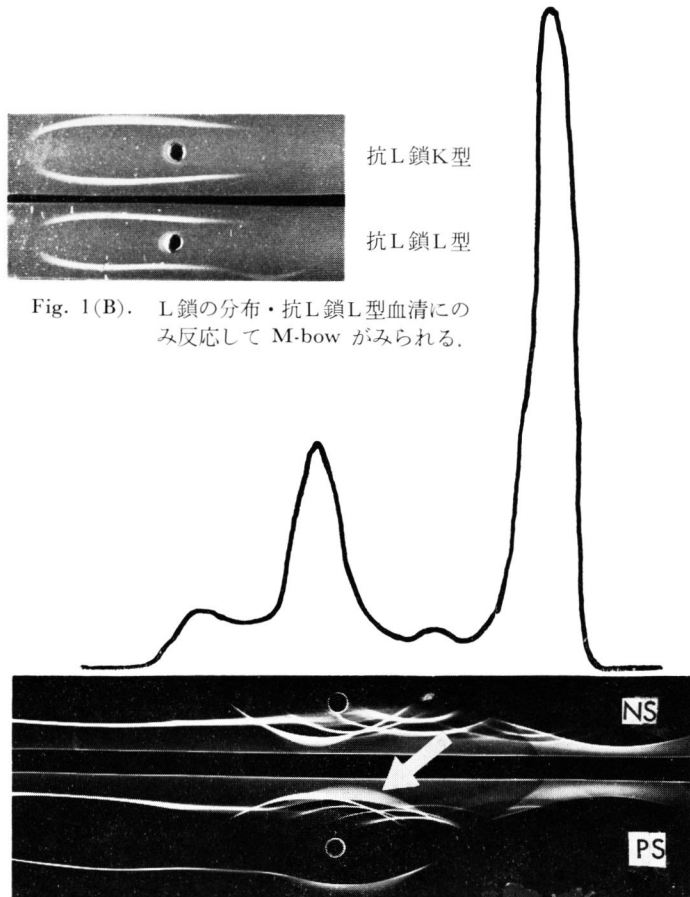 抗L鎖K型
抗L鎖L型
Fig. 1(B). L鎖の分布・抗L鎖L型血清にの
み反応して M-bow がみられる.
NS
PS